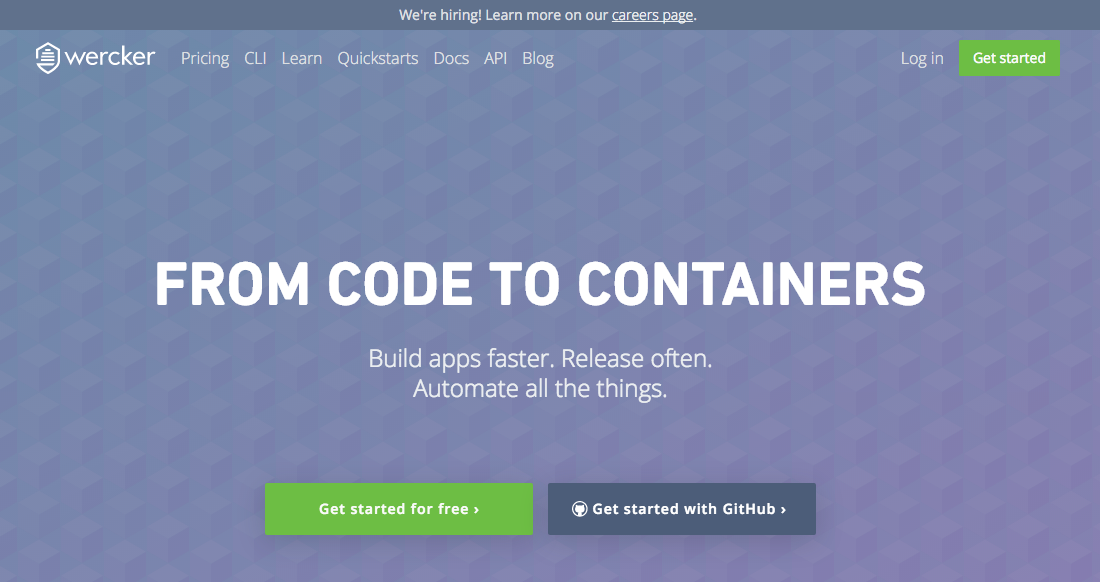 We're hiring! Learn more on our careers page.
wercker Pricing CLI Learn Quickstarts Docs API Blog Log in Get started
FROM CODE TO CONTAINERS
Build apps faster. Release often.
Automate all the things.
Get started for free › Get started with GitHub ›